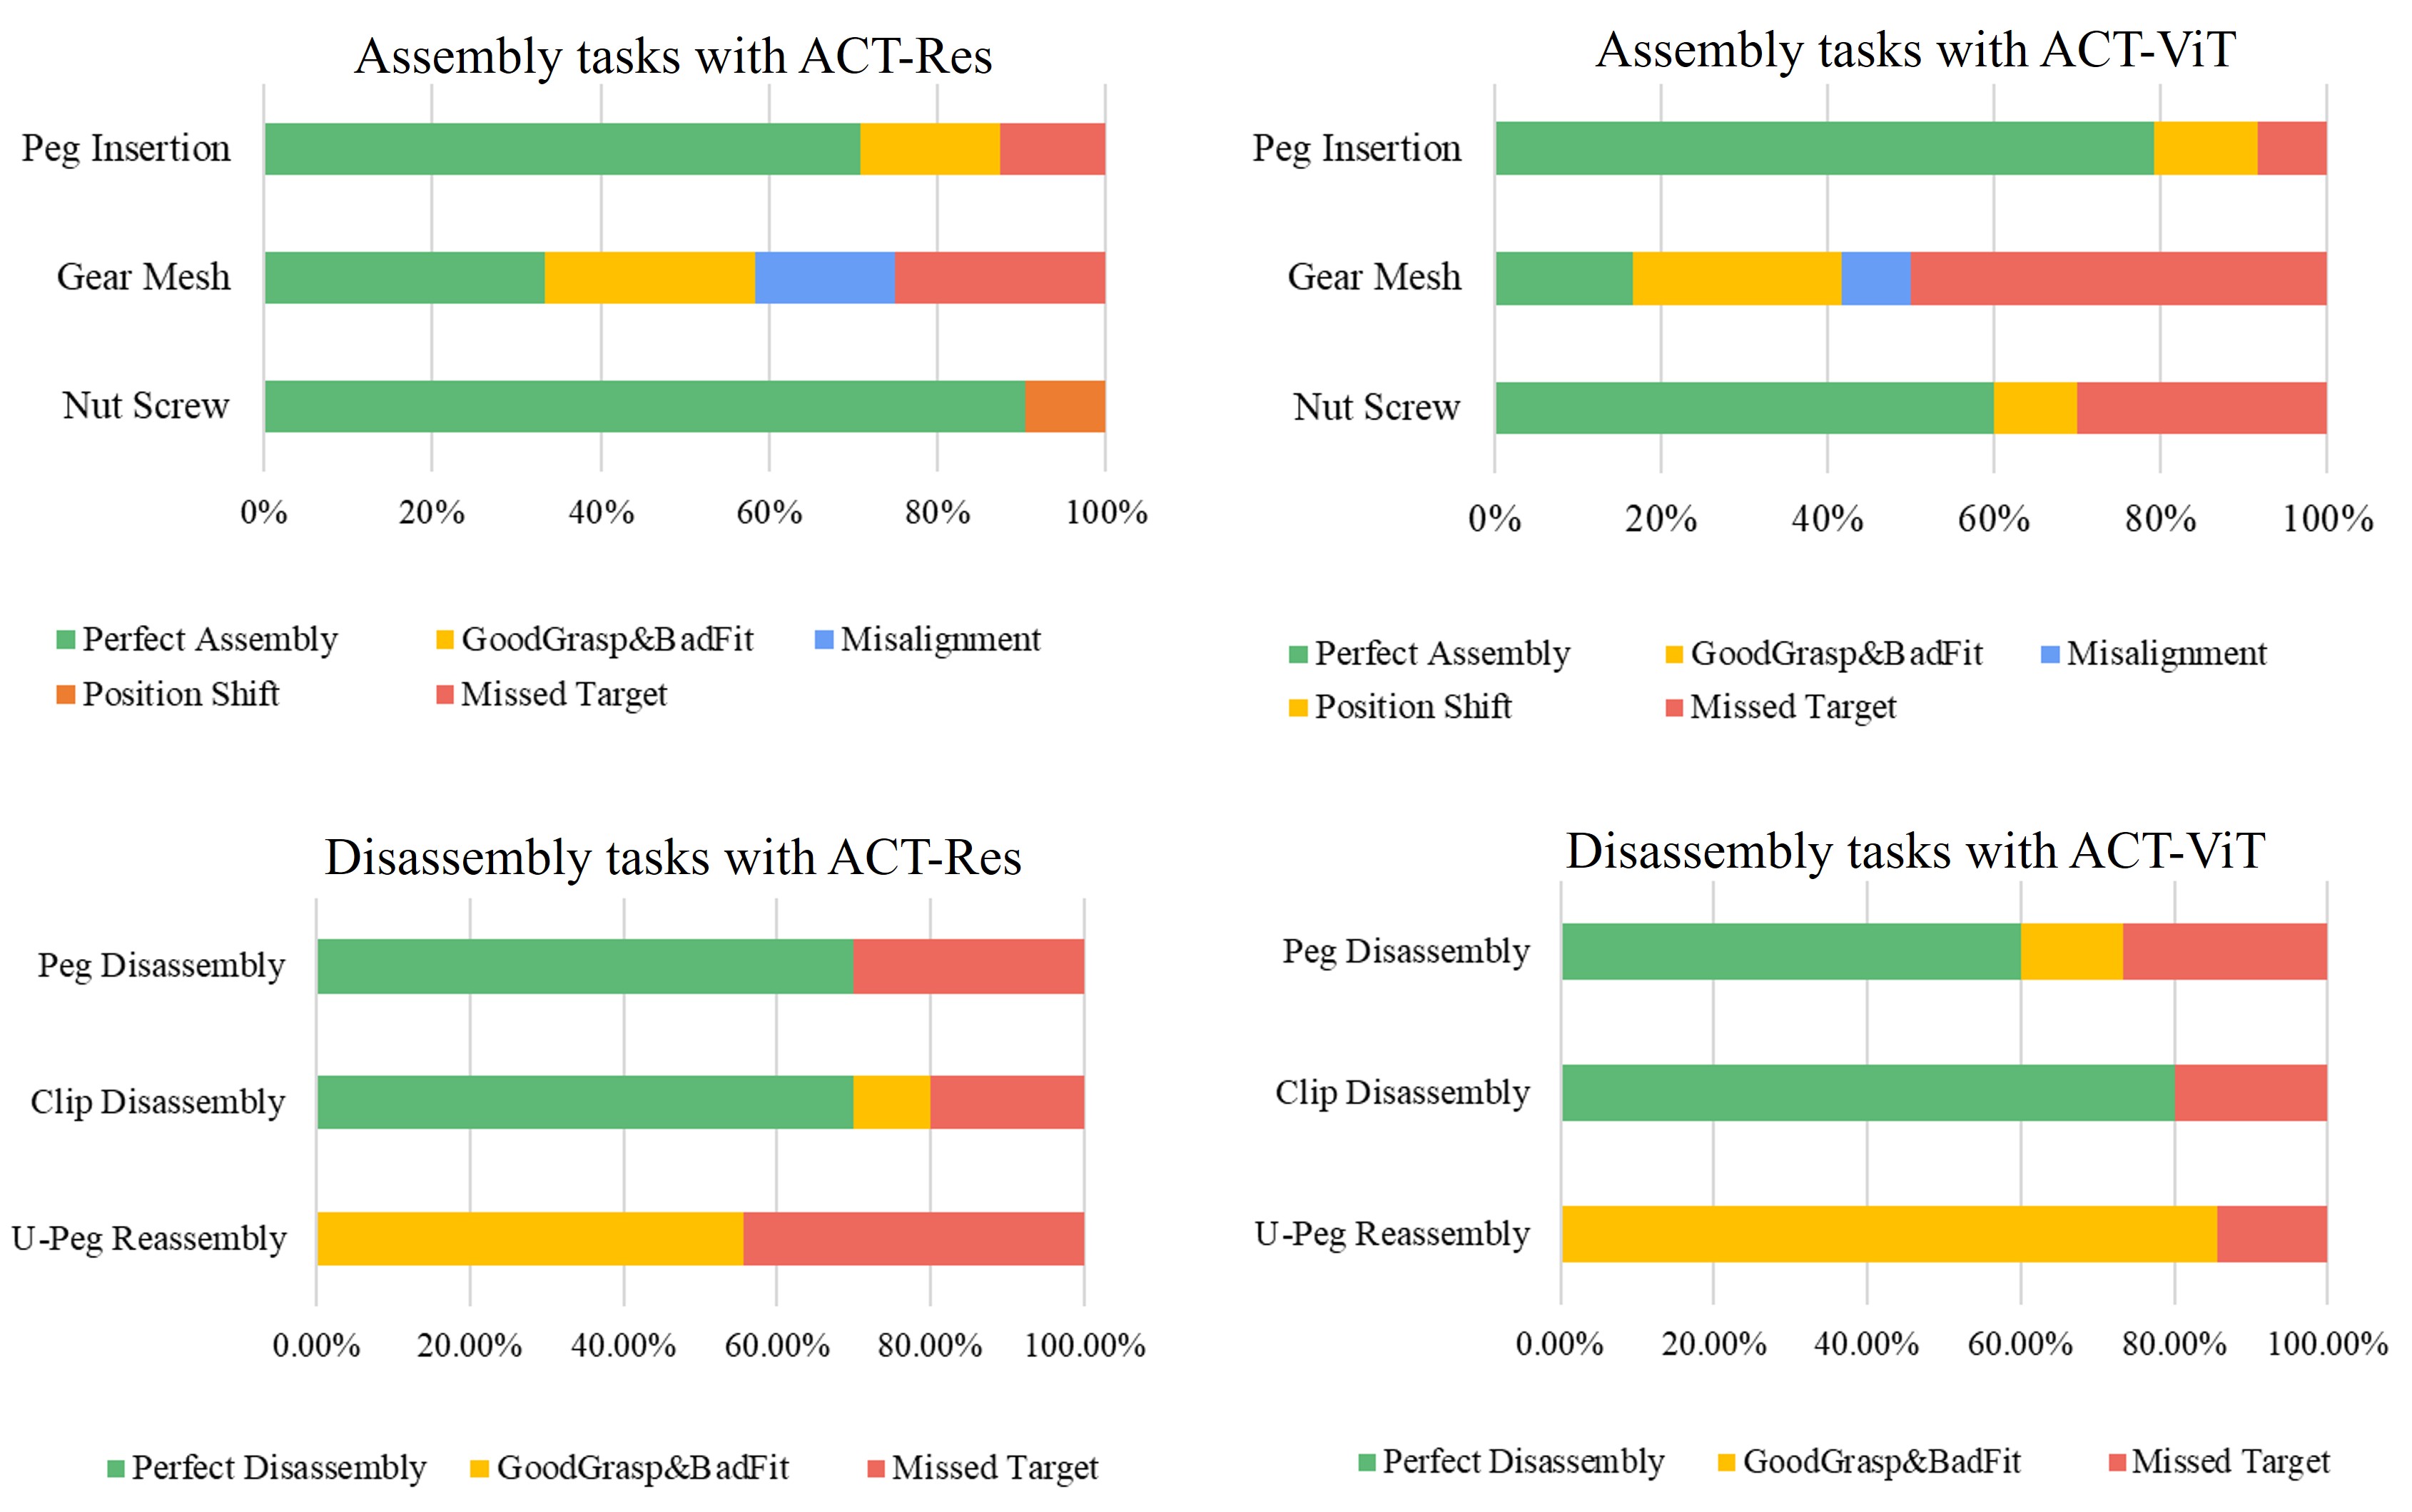 Assembly tasks with ACT-Res
Peg Insertion
Gear Mesh
Nut Screw
0% 20% 40% 60% 80% 100%
Perfect Assembly GoodGrasp&BadFit Misalignment
Position Shift Missed Target
Assembly tasks with ACT-ViT
Peg Insertion
Gear Mesh
Nut Screw
0% 20% 40% 60% 80% 100%
Perfect Assembly GoodGrasp&BadFit Misalignment
Position Shift Missed Target
Disassembly tasks with ACT-Res
Peg Disassembly
Clip Disassembly
U-Peg Reassembly
0.00% 20.00% 40.00% 60.00% 80.00% 100.00%
Perfect Disassembly GoodGrasp&BadFit Missed Target
Disassembly tasks with ACT-ViT
Peg Disassembly
Clip Disassembly
U-Peg Reassembly
0.00% 20.00% 40.00% 60.00% 80.00% 100.00%
Perfect Disassembly GoodGrasp&BadFit Missed Target